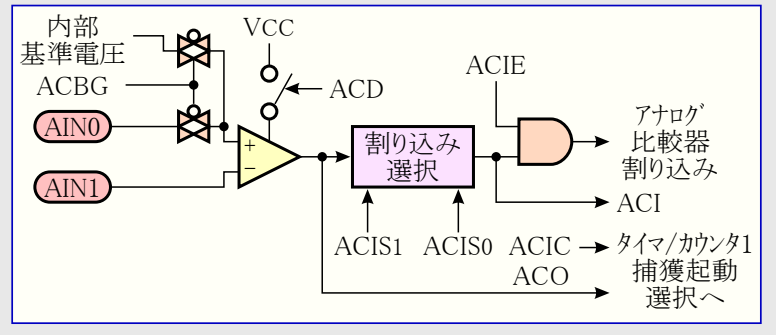 内部
基準電圧
ACBG
AIN0
AIN1
VCC
ACD
+
−
割り込み
選択
ACIS1
ACIS0
ACIE
アナログ
比較器
割り込み
ACI
ACIC
タイマ/カウンタ1
捕獲起動
選択へ
ACO